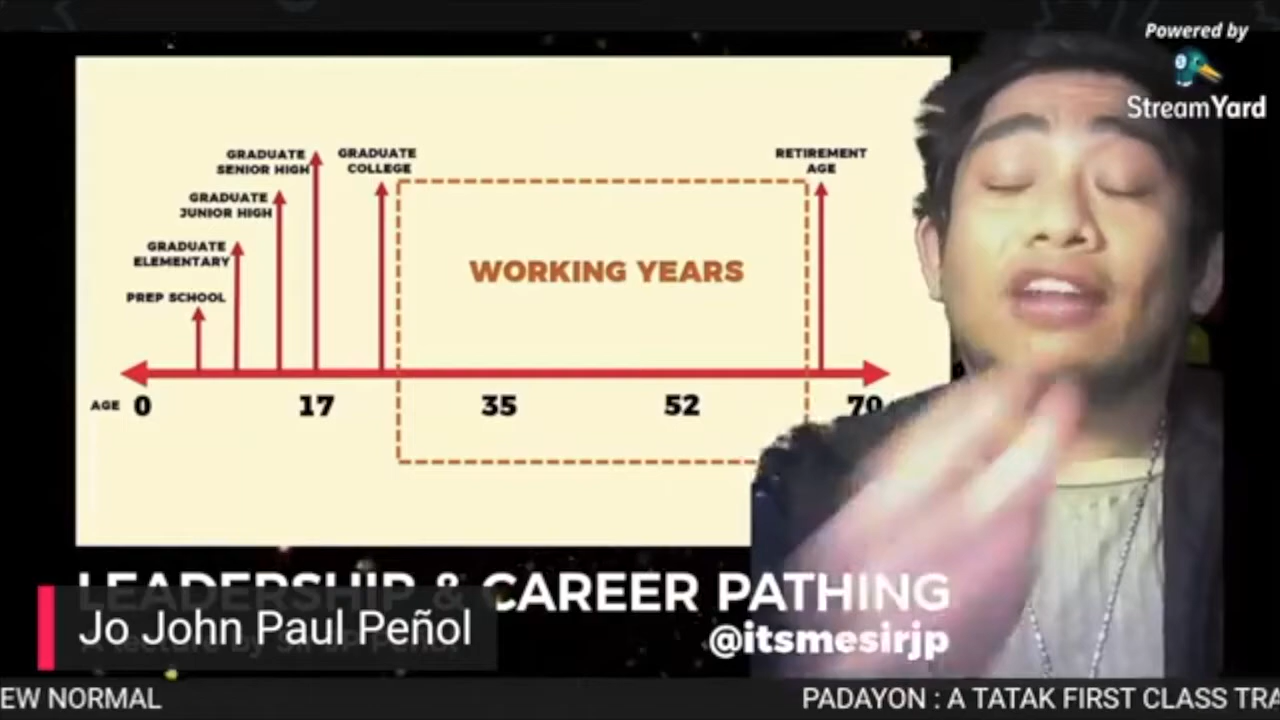 Powered by
StreamYard
GRADUATE
SENIOR HIGH
GRADUATE
COLLEGE
RETIREMENT
AGE
GRADUATE
JUNIOR HIGH
GRADUATE
ELEMENTARY
PREP SCHOOL
WORKING YEARS
AGE 0 17 35 52 70
LEADERSHIP & CAREER PATHING
Jo John Paul Peñol
@itsmesirjp
EW NORMAL
PADAYON : A TATAK FIRST CLASS TRA